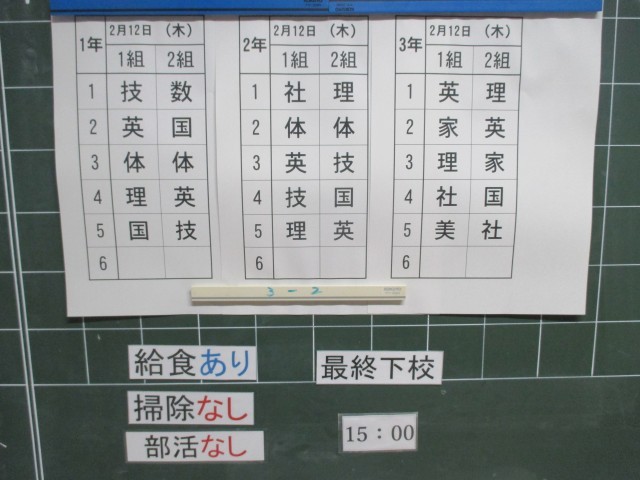 1年 2月12日 (木)
1組 2組
1 技 数
2 英 国
3 体 体
4 理 英
5 国 技
6
2年 2月12日 (木)
1組 2組
1 社 理
2 体 体
3 英 技
4 技 国
5 理 英
6
3年 2月12日 (木)
1組 2組
1 英 理
2 家 英
3 理 家
4 社 国
5 美 社
6
3-2
給食あり
掃除なし
部活なし
最終下校
15：00